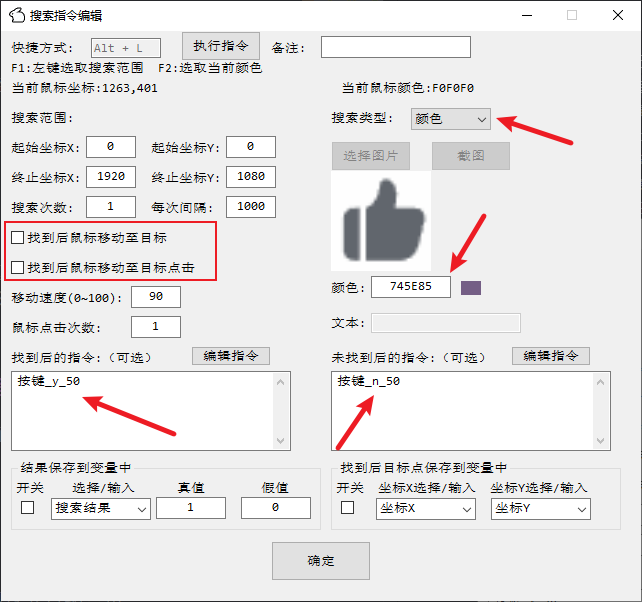 搜索指令编辑
快捷方式: Alt + L 执行指令 备注:
F1:左键选取搜索范围 F2:选取当前颜色
当前鼠标坐标:1263,401 当前鼠标颜色:F0F0F0
搜索范围: 搜索类型: 颜色
起始坐标X: 0 起始坐标Y: 0 选择图片 截图
终止坐标X: 1920 终止坐标Y: 1080
搜索次数: 1 每次间隔: 1000
找到后鼠标移动至目标
找到后鼠标移动至目标点击
移动速度(0~100): 90 颜色: 745E85
鼠标点击次数: 1 文本:
找到后的指令:（可选） 编辑指令 未找到后的指令:（可选） 编辑指令
按键_y_50 按键_n_50
结果保存到变量中 找到后目标点保存到变量中
开关 选择/输入 真值 假值 开关 坐标X选择/输入 坐标Y选择/输入
搜索结果 1 0 坐标X 坐标Y
确定